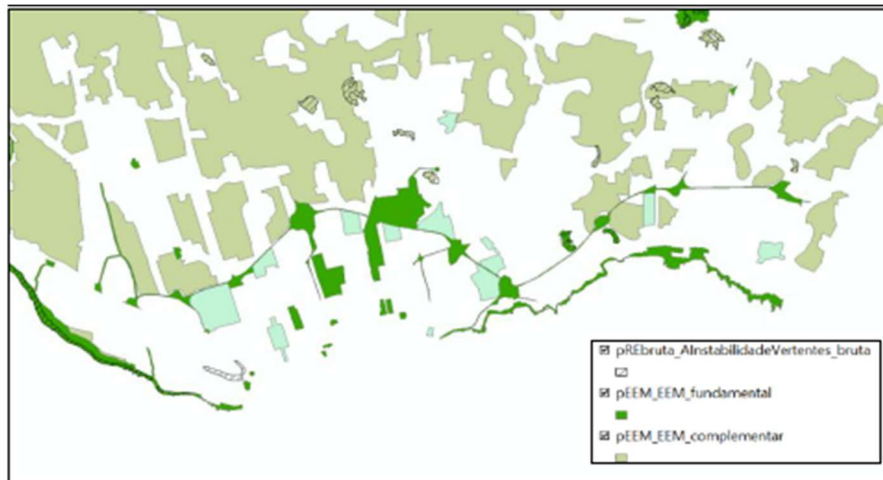 pREbruta_AInstabilidadeVertentes_bruta
pEEM_EEM_fundamental
pEEM_EEM_complementar